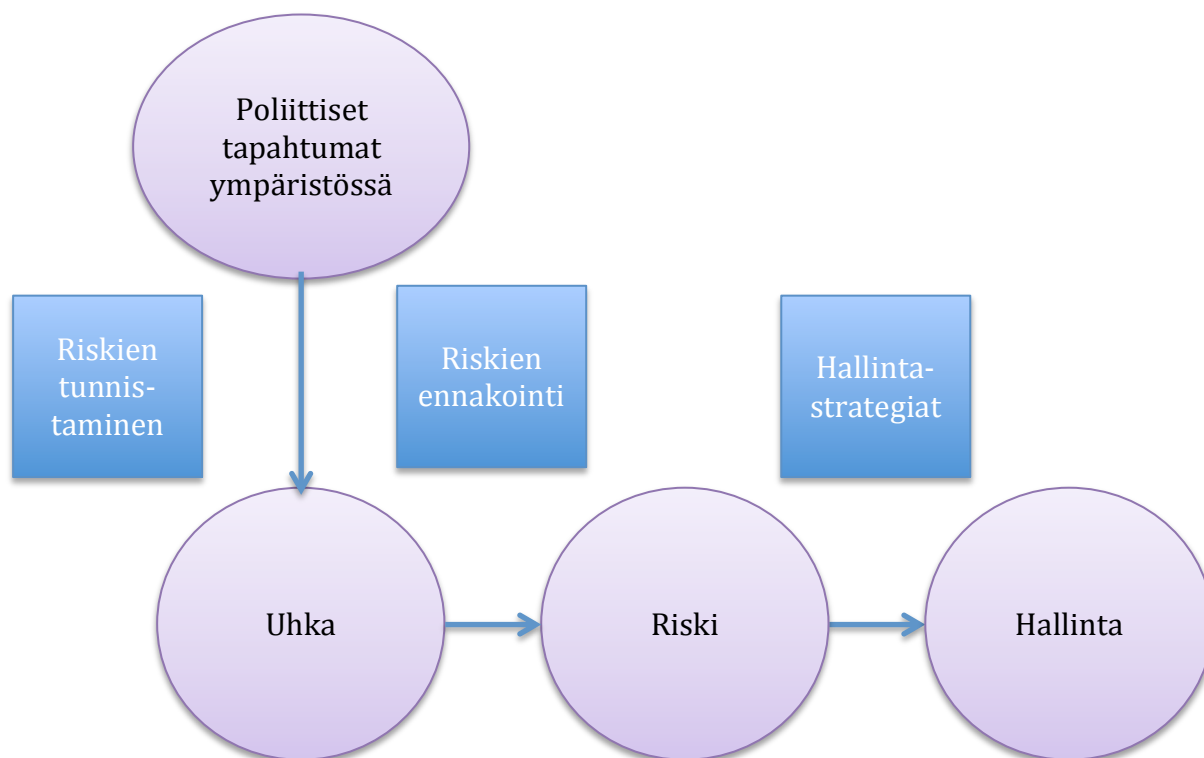 Poliittiset
tapahtumat
ympäristössä
Riskien
tunnis-
taminen
Riskien
ennakointi
Hallinta-
strategiat
Uhka
Riski
Hallinta